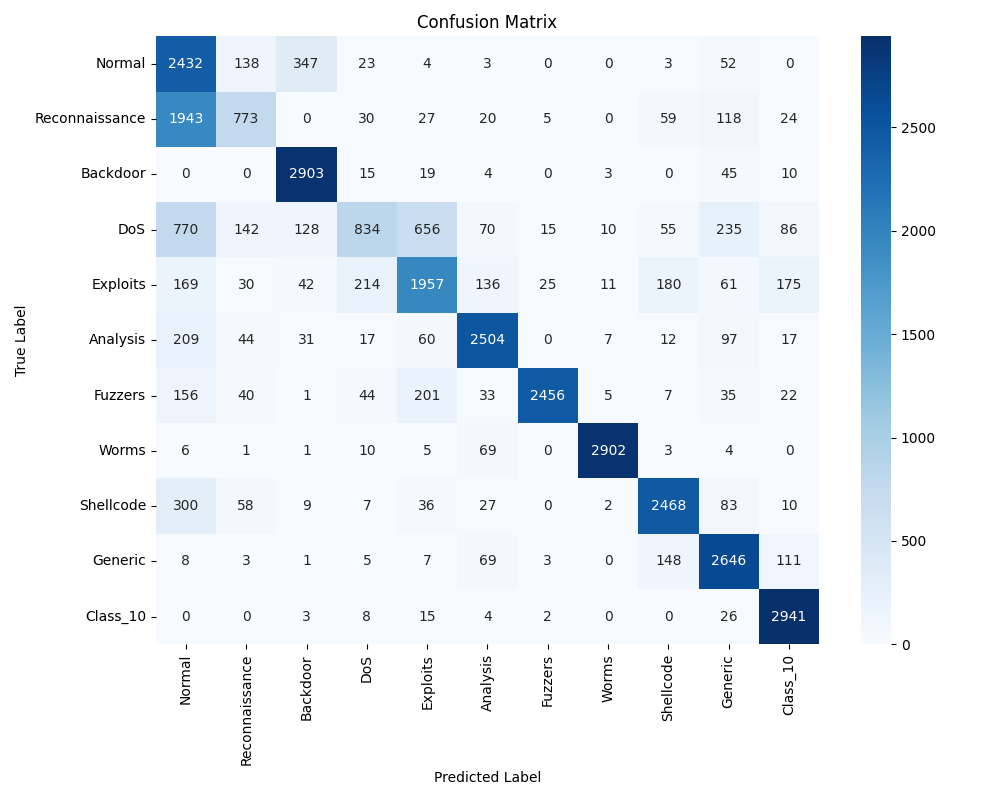 Confusion Matrix
True Label
Normal 2432 138 347 23 4 3 0 0 3 52 0
Reconnaissance 1943 773 0 30 27 20 5 0 59 118 24
Backdoor 0 0 2903 15 19 4 0 3 0 45 10
DoS 770 142 128 834 656 70 15 10 55 235 86
Exploits 169 30 42 214 1957 136 25 11 180 61 175
Analysis 209 44 31 17 60 2504 0 7 12 97 17
Fuzzers 156 40 1 44 201 33 2456 5 7 35 22
Worms 6 1 1 10 5 69 0 2902 3 4 0
Shellcode 300 58 9 7 36 27 0 2 2468 83 10
Generic 8 3 1 5 7 69 3 0 148 2646 111
Class_10 0 0 3 8 15 4 2 0 0 26 2941
Normal Reconnaissance Backdoor DoS Exploits Analysis Fuzzers Worms Shellcode Generic Class_10
Predicted Label
2500
2000
1500
1000
500
0